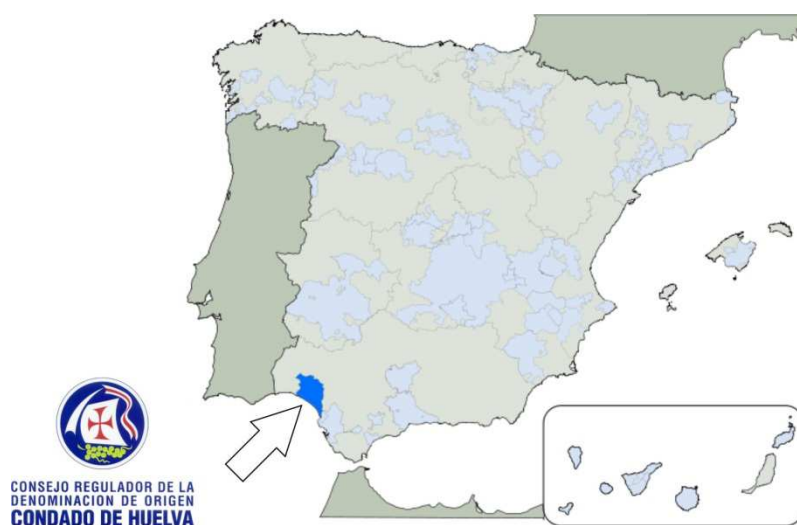 CONSEJO REGULADOR DE LA
DENOMINACION DE ORIGEN
CONDADO DE HUELVA